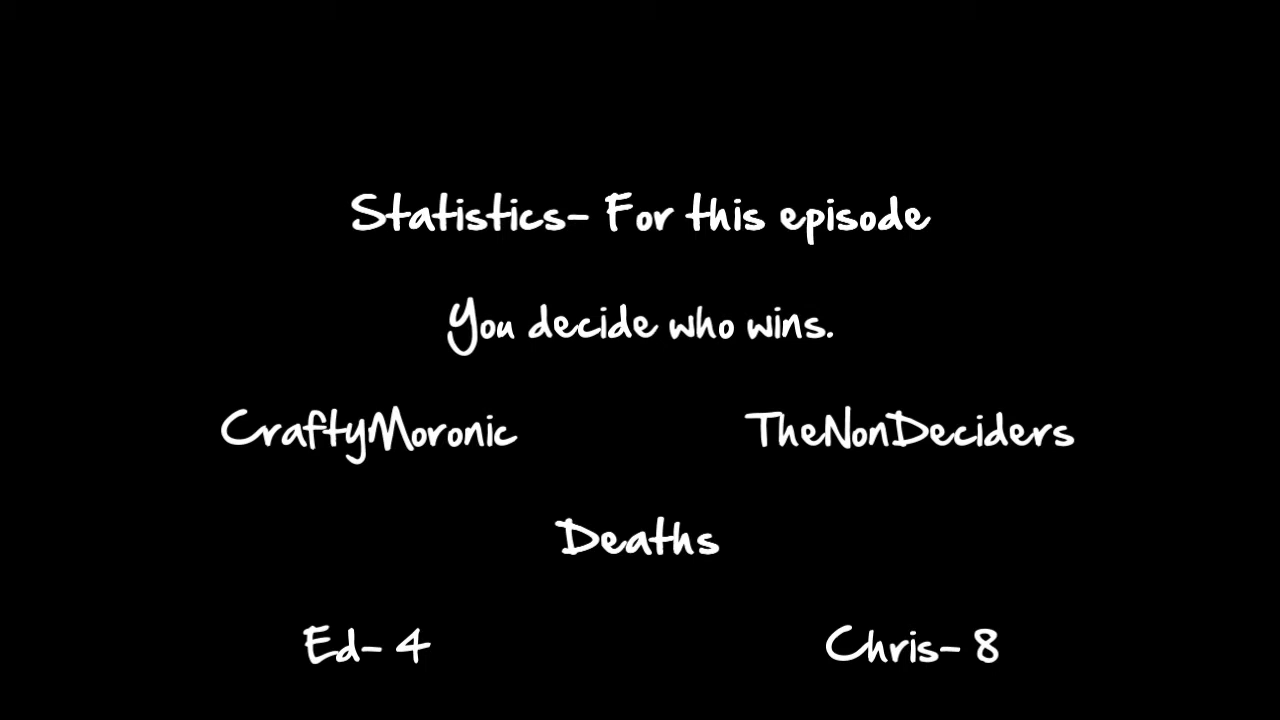 Statistics- For this episode
You decide who wins.
CraftyMoronic TheNonDeciders
Deaths
Ed- 4 Chris- 8